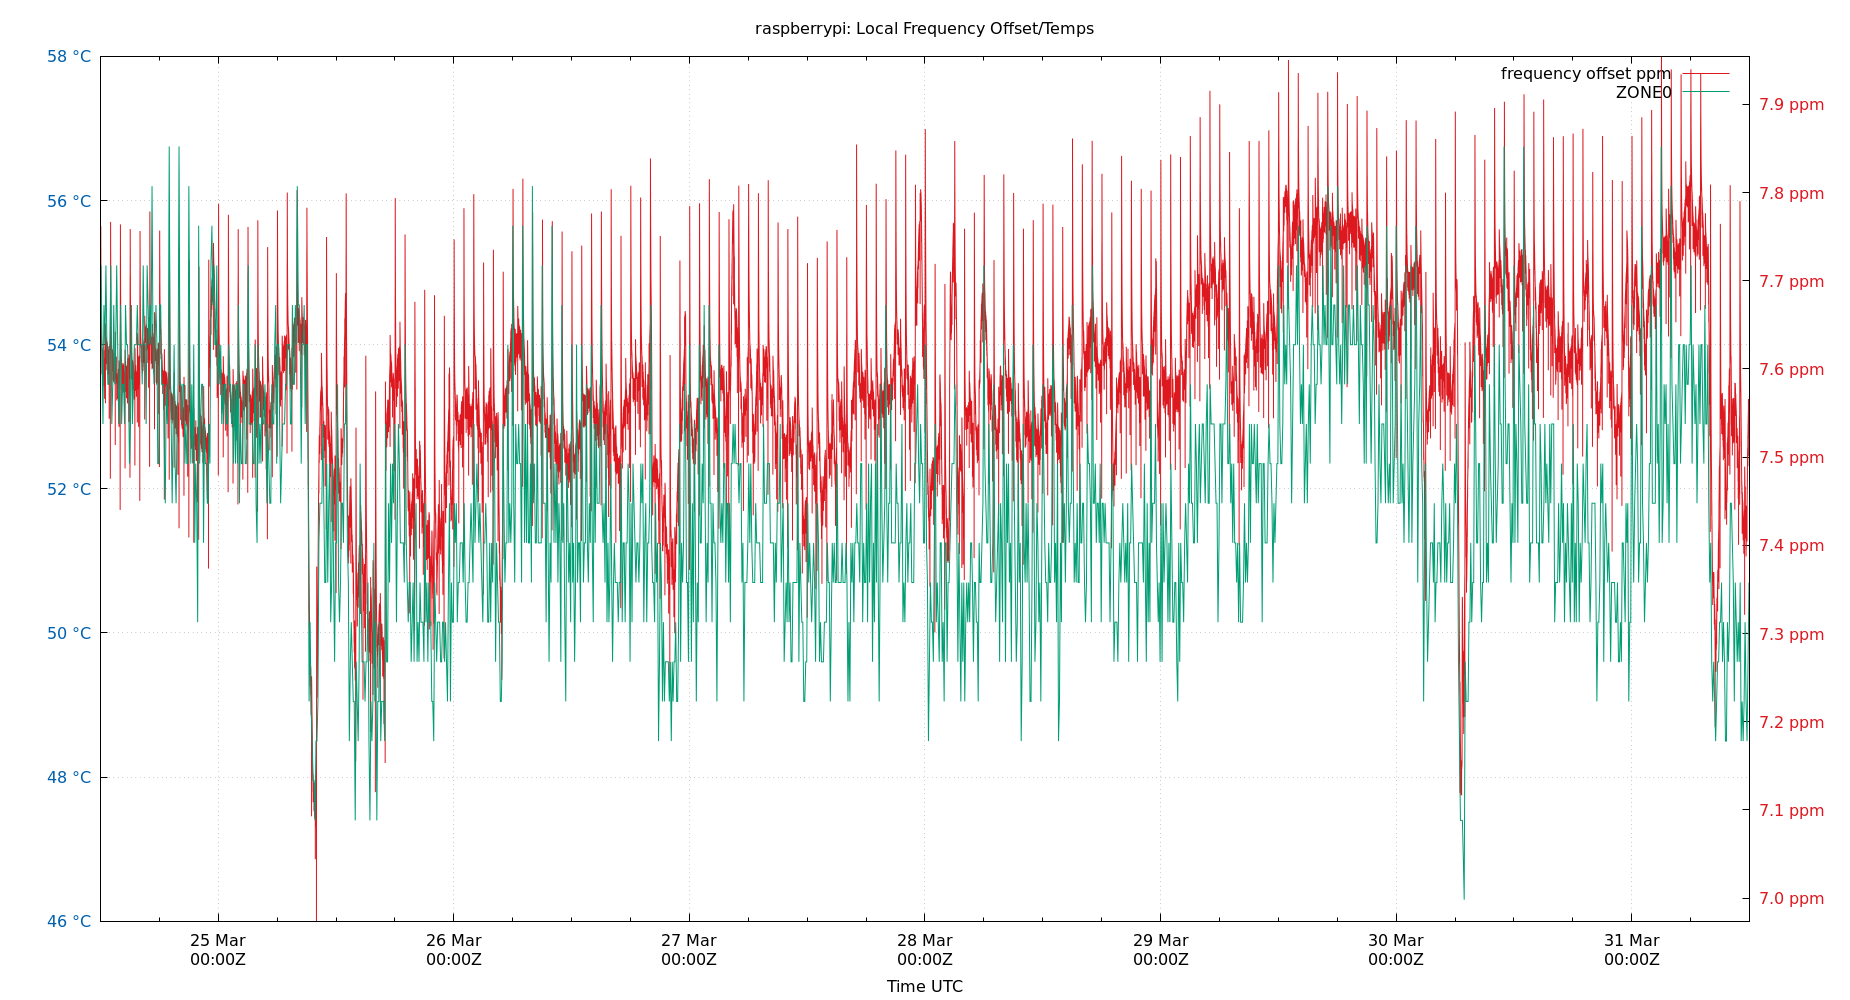 raspberrypi: Local Frequency Offset/Temps
frequency offset ppm
ZONE0
58 °C
56 °C
54 °C
52 °C
50 °C
48 °C
46 °C
7.9 ppm
7.8 ppm
7.7 ppm
7.6 ppm
7.5 ppm
7.4 ppm
7.3 ppm
7.2 ppm
7.1 ppm
7.0 ppm
25 Mar
00:00Z
26 Mar
00:00Z
27 Mar
00:00Z
28 Mar
00:00Z
29 Mar
00:00Z
30 Mar
00:00Z
31 Mar
00:00Z
Time UTC